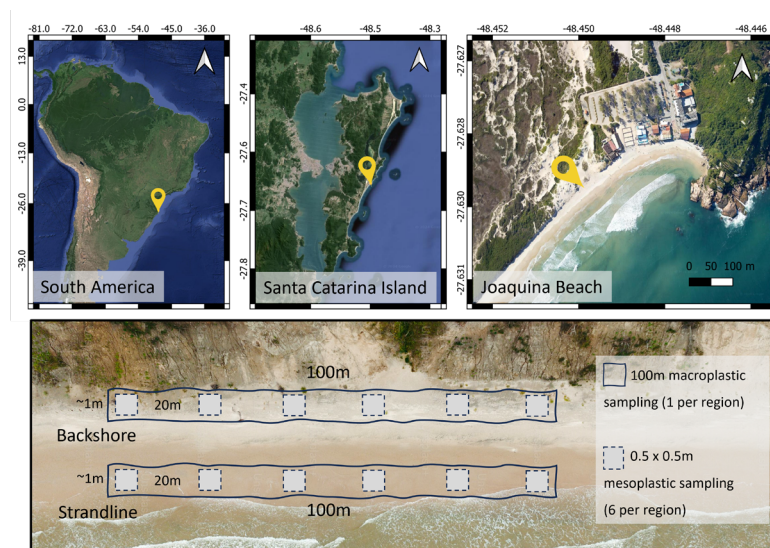 -81.0 -72.0 -63.0 -54.0 -45.0 -36.0
13.0
0.0
-13.0
-26.0
-39.0
South America
-48.6 -48.5 -48.3
-27.4
-27.6
-27.7
-27.8
Santa Catarina Island
-48.452 -48.450 -48.448 -48.446
-27.627
-27.628
-27.630
-27.631
0 50 100 m
Joaquina Beach
100m
~1m
20m
Backshore
~1m
20m
Strandline
100m
100m macroplastic
sampling (1 per region)
0.5 x 0.5m
mesoplastic sampling
(6 per region)